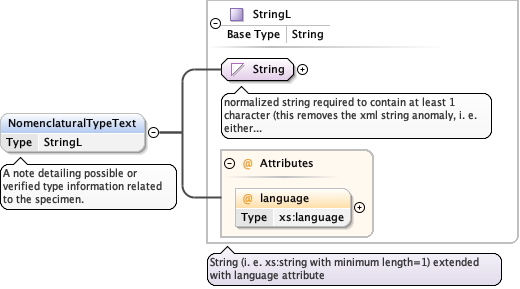 StringL
Base Type String
String
normalized string required to contain at least 1
character (this removes the xml string anomaly, i. e.
either...
NomenclaturalTypeText
Type StringL
A note detailing possible or
verified type information related
to the specimen.
@ Attributes
@ language
Type xs:language
String (i. e. xs:string with minimum length=1) extended
with language attribute